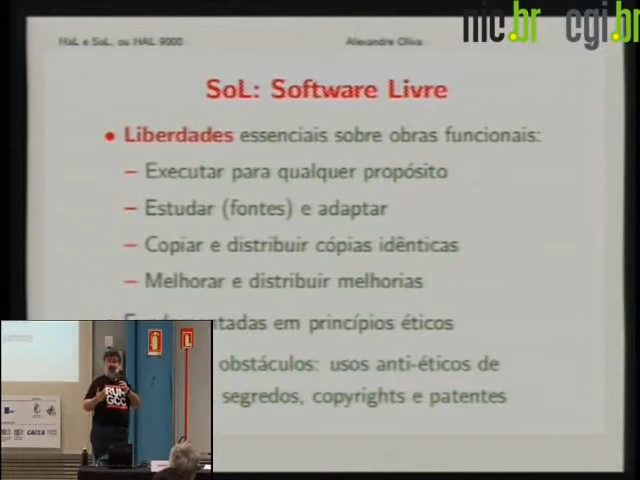 HaL e SoL, ou HAL 9000
Alexandre Oliva
nic.br cgi.br
SoL: Software Livre
• Liberdades essenciais sobre obras funcionais:
– Executar para qualquer propósito
– Estudar (fontes) e adaptar
– Copiar e distribuir cópias idênticas
– Melhorar e distribuir melhorias
em princípios éticos
obstáculos: usos anti-éticos de
segredos, copyrights e patentes
patentes
RUN
GCC
CAIXA